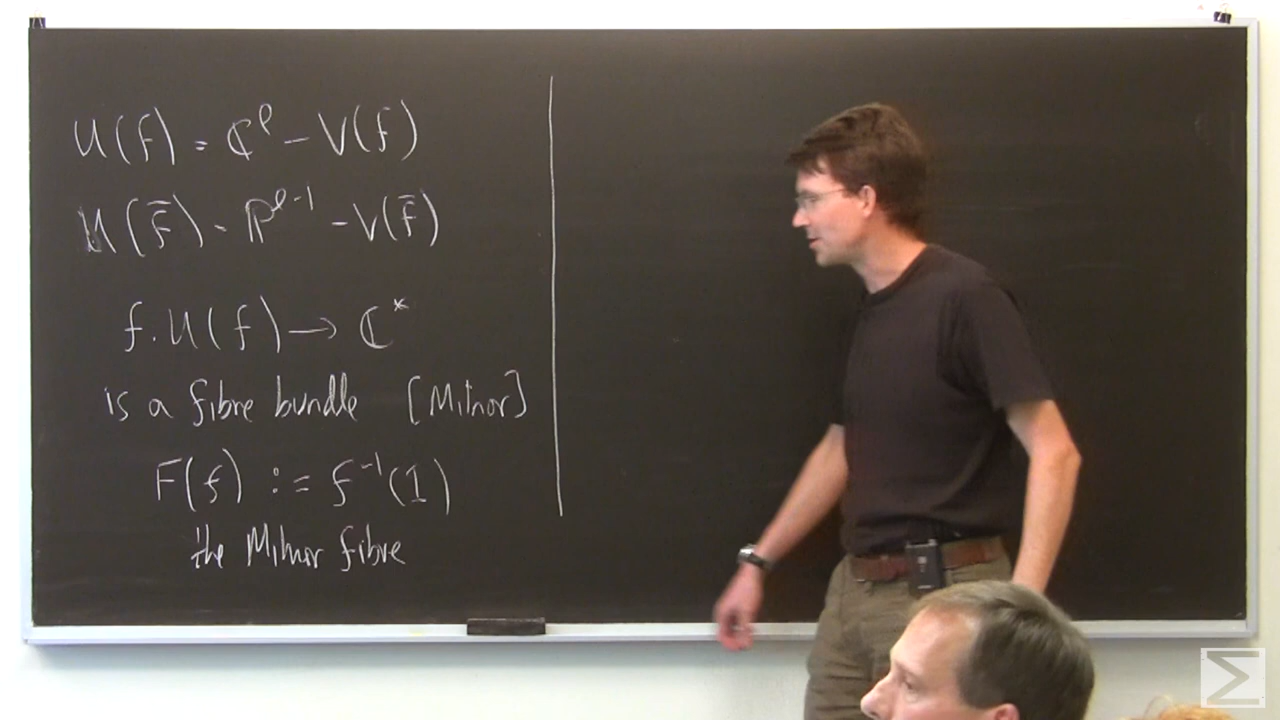 U(f) = ℂ^ℓ − V(f)
U(f̄) = ℙ^{ℓ-1} − V(f̄)
f: U(f) → ℂ*
is a fibre bundle [Milnor]
F(f) := f⁻¹(1)
the Milnor fibre
Σ